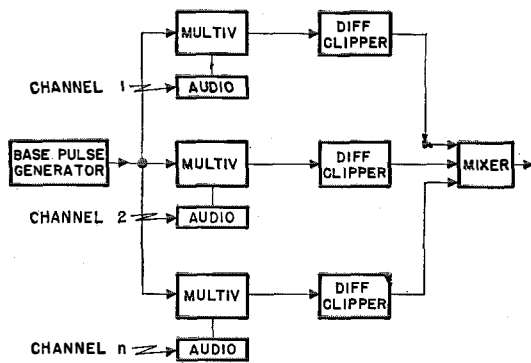 MULTIV
DIFF
CLIPPER
CHANNEL 1
AUDIO
BASE PULSE
GENERATOR
MULTIV
DIFF
CLIPPER
MIXER
CHANNEL 2
AUDIO
MULTIV
DIFF
CLIPPER
CHANNEL n
AUDIO